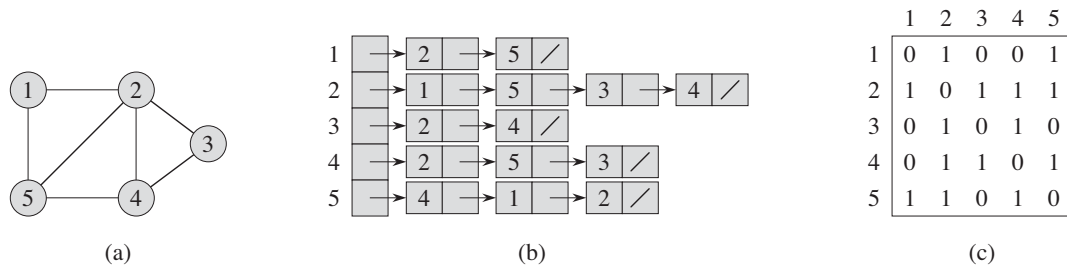 1 2 3 4 5
1 2 5
1 0 1 0 0 1
1 2
2 1 5 3 4
2 1 0 1 1 1
3
3 2 4
3 0 1 0 1 0
4 2 5 3
4 0 1 1 0 1
5 4
5 4 1 2
5 1 1 0 1 0
(a) (b) (c)